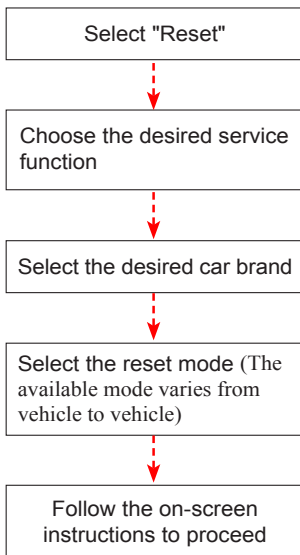 Select "Reset"
Choose the desired service
function
Select the desired car brand
Select the reset mode (The
available mode varies from
vehicle to vehicle)
Follow the on-screen
instructions to proceed